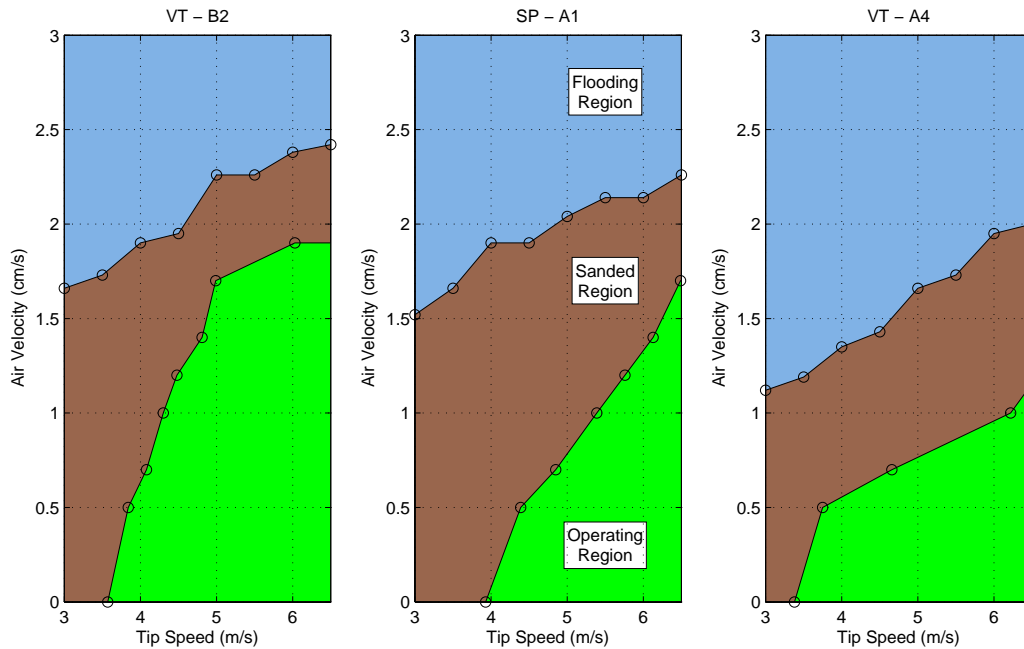 VT – B2
3
2.5
2
1.5
1
0.5
0
3
4
5
6
Air Velocity (cm/s)
Tip Speed (m/s)
SP – A1
3
2.5
2
1.5
1
0.5
0
3
4
5
6
Air Velocity (cm/s)
Tip Speed (m/s)
Flooding
Region
Sanded
Region
Operating
Region
VT – A4
3
2.5
2
1.5
1
0.5
0
3
4
5
6
Air Velocity (cm/s)
Tip Speed (m/s)